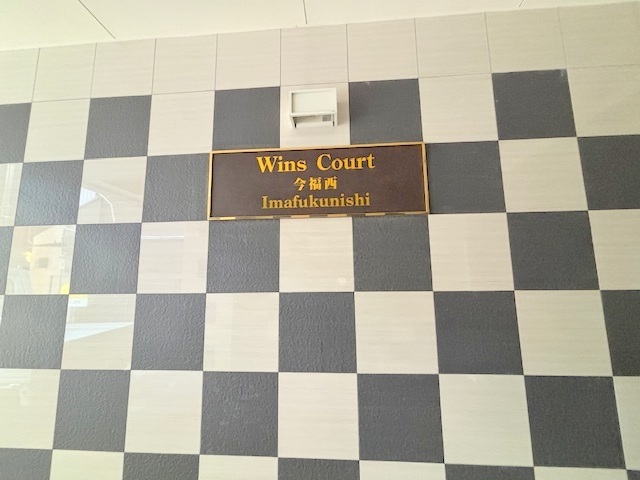 Wins Court
今福西
Imafukunishi